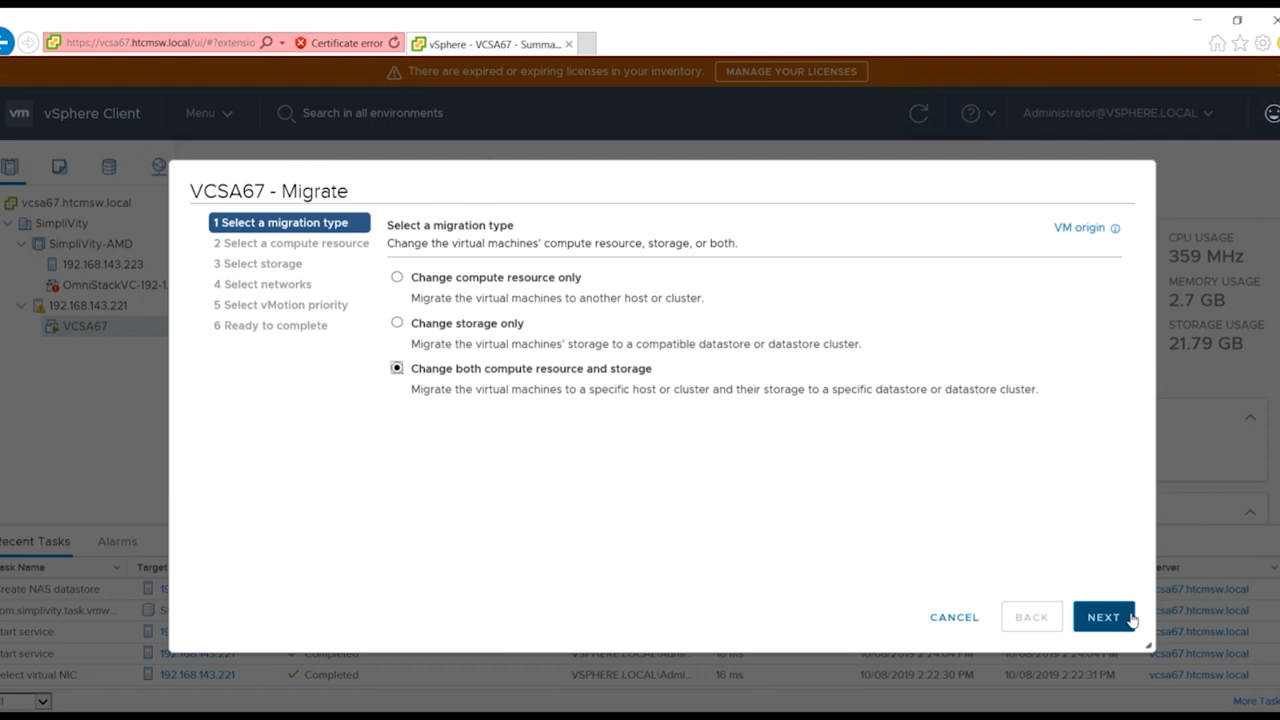 https://vcsa67.htcmsw.local/ui/#?extensio
Certificate error
vSphere - VCSA67 - Summa...
There are expired or expiring licenses in your inventory.
MANAGE YOUR LICENSES
vm
vSphere Client
Menu
Search in all environments
Administrator@VSPHERE.LOCAL
vcsa67.htcmsw.local
SimpliVity
SimpliVity-AMD
192.168.143.223
OmniStackVC-192-1
192.168.143.221
VCSA67
VCSA67 - Migrate
1 Select a migration type
2 Select a compute resource
3 Select storage
4 Select networks
5 Select vMotion priority
6 Ready to complete
Select a migration type
VM origin
Change the virtual machines' compute resource, storage, or both.
Change compute resource only
Migrate the virtual machines to another host or cluster.
Change storage only
Migrate the virtual machines' storage to a compatible datastore or datastore cluster.
Change both compute resource and storage
Migrate the virtual machines to a specific host or cluster and their storage to a specific datastore or datastore cluster.
CANCEL
BACK
NEXT
CPU USAGE
359 MHz
MEMORY USAGE
2.7 GB
STORAGE USAGE
21.79 GB
ecent Tasks
Alarms
ask Name
Target
erver
reate NAS datastore
19
csa67.htcmsw.local
om.simplivity.task.vmw...
csa67.htcmsw.local
tart service
19
csa67.htcmsw.local
tart service
192.168.143.221
Completed
VSPHERE.LOCAL\Admi...
16 ms
10/08/2019 2:24:04 PM
10/08/2019 2:24:04 PM
vcsa67.htcmsw.local
elect virtual NIC
192.168.143.221
Completed
VSPHERE.LOCAL\Admi...
16 ms
10/08/2019 2:22:30 PM
10/08/2019 2:22:31 PM
vcsa67.htcmsw.local
More Task